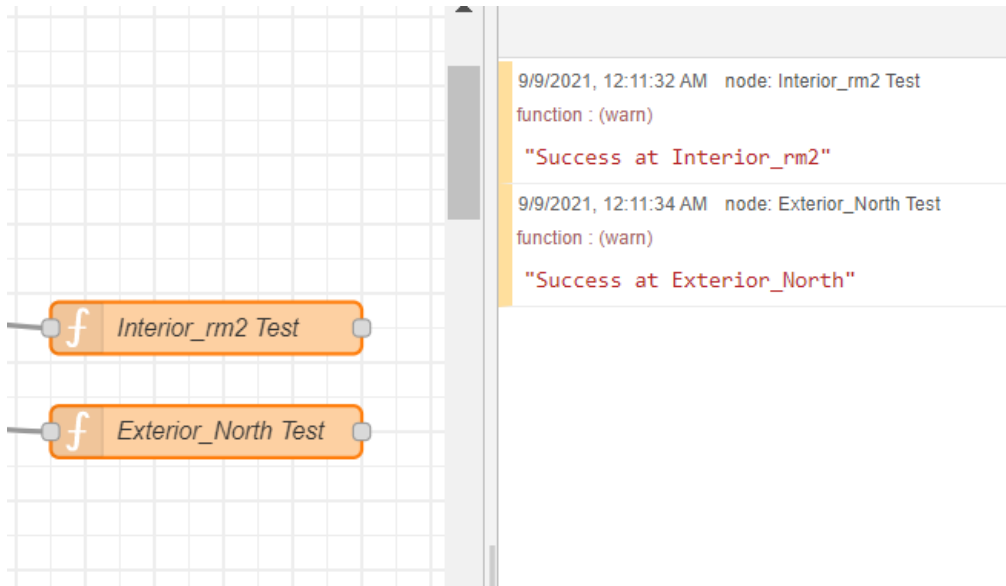 9/9/2021, 12:11:32 AM node: Interior_rm2 Test
function : (warn)
"Success at Interior_rm2"
9/9/2021, 12:11:34 AM node: Exterior_North Test
function : (warn)
"Success at Exterior_North"
Interior_rm2 Test
Exterior_North Test